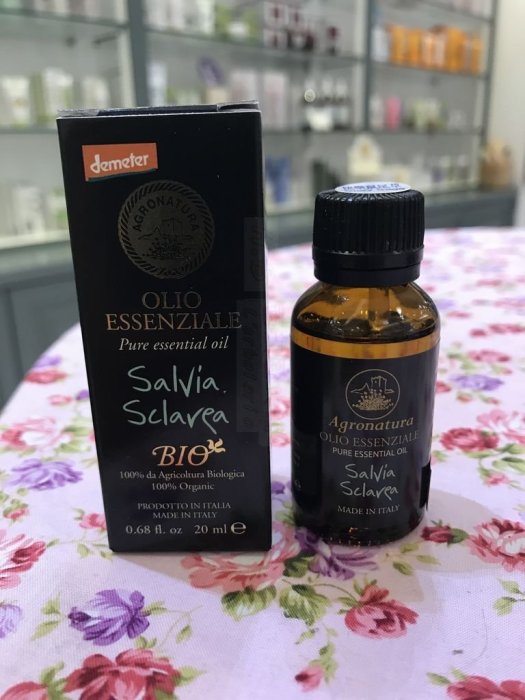 demeter
AGRONATURA
OLIO
ESSENZIALE
Pure essential oil
Salvia
Sclarea
BIO
100% da Agricoltura Biologica
100% Organic
PRODOTTO IN ITALIA
MADE IN ITALY
0.68 fl. oz 20 ml ℮
Agronatura
OLIO ESSENZIALE
PURE ESSENTIAL OIL
Salvia
Sclarea
MADE IN ITALY